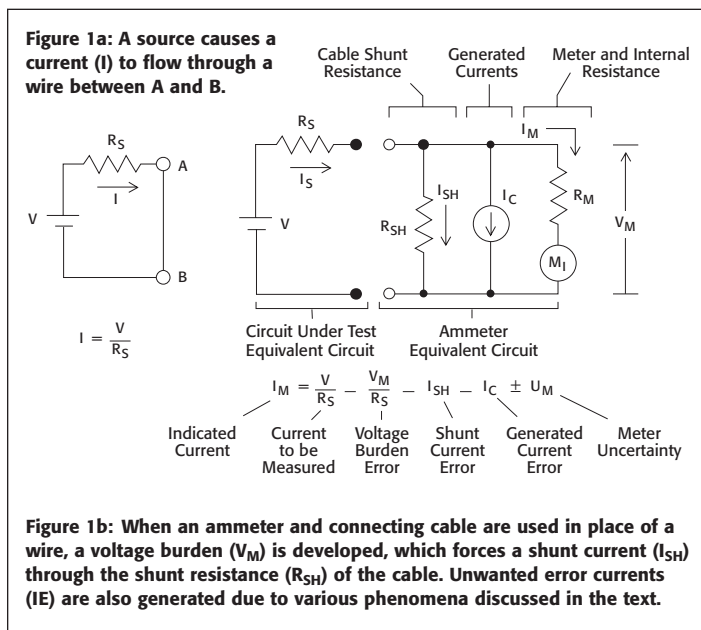 Figure 1a: A source causes a
current (I) to flow through a
wire between A and B.
Cable Shunt
Resistance
Generated
Currents
Meter and Internal
Resistance
RS
A
I
V
B
I = V
RS
RS
IS
V
RSH
ISH
IC
IM
RM
MI
VM
Circuit Under Test
Equivalent Circuit
Ammeter
Equivalent Circuit
IM = V/RS – VM/RS – ISH – IC ± UM
Indicated
Current
Current
to be
Measured
Voltage
Burden
Error
Shunt
Current
Error
Generated
Current
Error
Meter
Uncertainty
Figure 1b: When an ammeter and connecting cable are used in place of a
wire, a voltage burden (VM) is developed, which forces a shunt current (ISH)
through the shunt resistance (RSH) of the cable. Unwanted error currents
(IE) are also generated due to various phenomena discussed in the text.